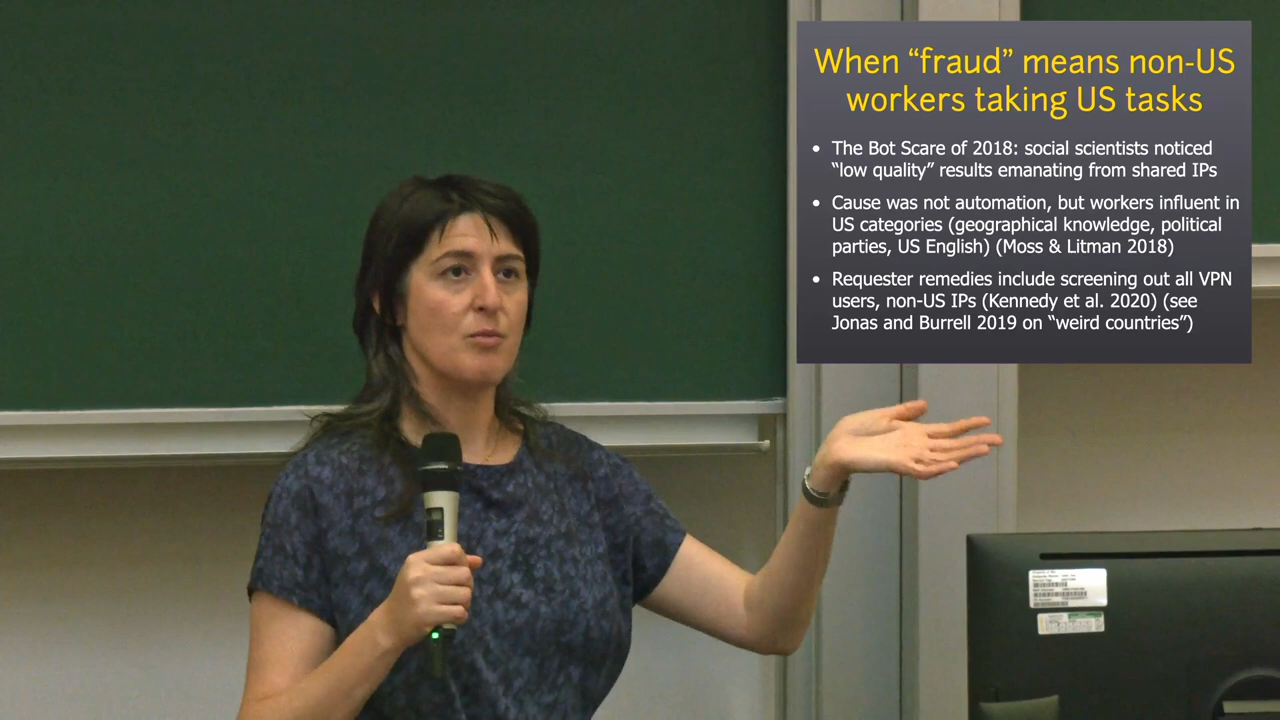 When “fraud” means non-US
workers taking US tasks
• The Bot Scare of 2018: social scientists noticed
“low quality” results emanating from shared IPs
• Cause was not automation, but workers influent in
US categories (geographical knowledge, political
parties, US English) (Moss & Litman 2018)
• Requester remedies include screening out all VPN
users, non-US IPs (Kennedy et al. 2020) (see
Jonas and Burrell 2019 on “weird countries”)